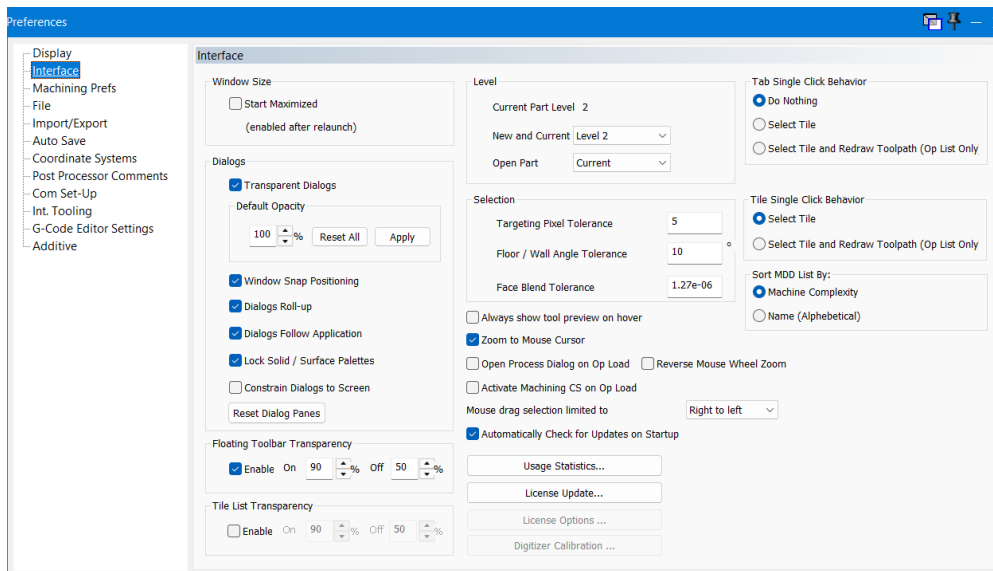 Preferences
Display
Interface
Machining Prefs
File
Import/Export
Auto Save
Coordinate Systems
Post Processor Comments
Com Set-Up
Int. Tooling
G-Code Editor Settings
Additive
Interface
Window Size
Start Maximized
(enabled after relaunch)
Dialogs
Transparent Dialogs
Default Opacity
100 % Reset All Apply
Window Snap Positioning
Dialogs Roll-up
Dialogs Follow Application
Lock Solid / Surface Palettes
Constrain Dialogs to Screen
Reset Dialog Panes
Floating Toolbar Transparency
Enable On 90 % Off 50 %
Tile List Transparency
Enable On 90 % Off 50 %
Level
Current Part Level 2
New and Current Level 2
Open Part Current
Selection
Targeting Pixel Tolerance 5
Floor / Wall Angle Tolerance 10 °
Face Blend Tolerance 1.27e-06
Always show tool preview on hover
Zoom to Mouse Cursor
Open Process Dialog on Op Load Reverse Mouse Wheel Zoom
Activate Machining CS on Op Load
Mouse drag selection limited to Right to left
Automatically Check for Updates on Startup
Usage Statistics...
License Update...
License Options ...
Digitizer Calibration ...
Tab Single Click Behavior
Do Nothing
Select Tile
Select Tile and Redraw Toolpath (Op List Only
Tile Single Click Behavior
Select Tile
Select Tile and Redraw Toolpath (Op List Only
Sort MDD List By:
Machine Complexity
Name (Alphabetical)